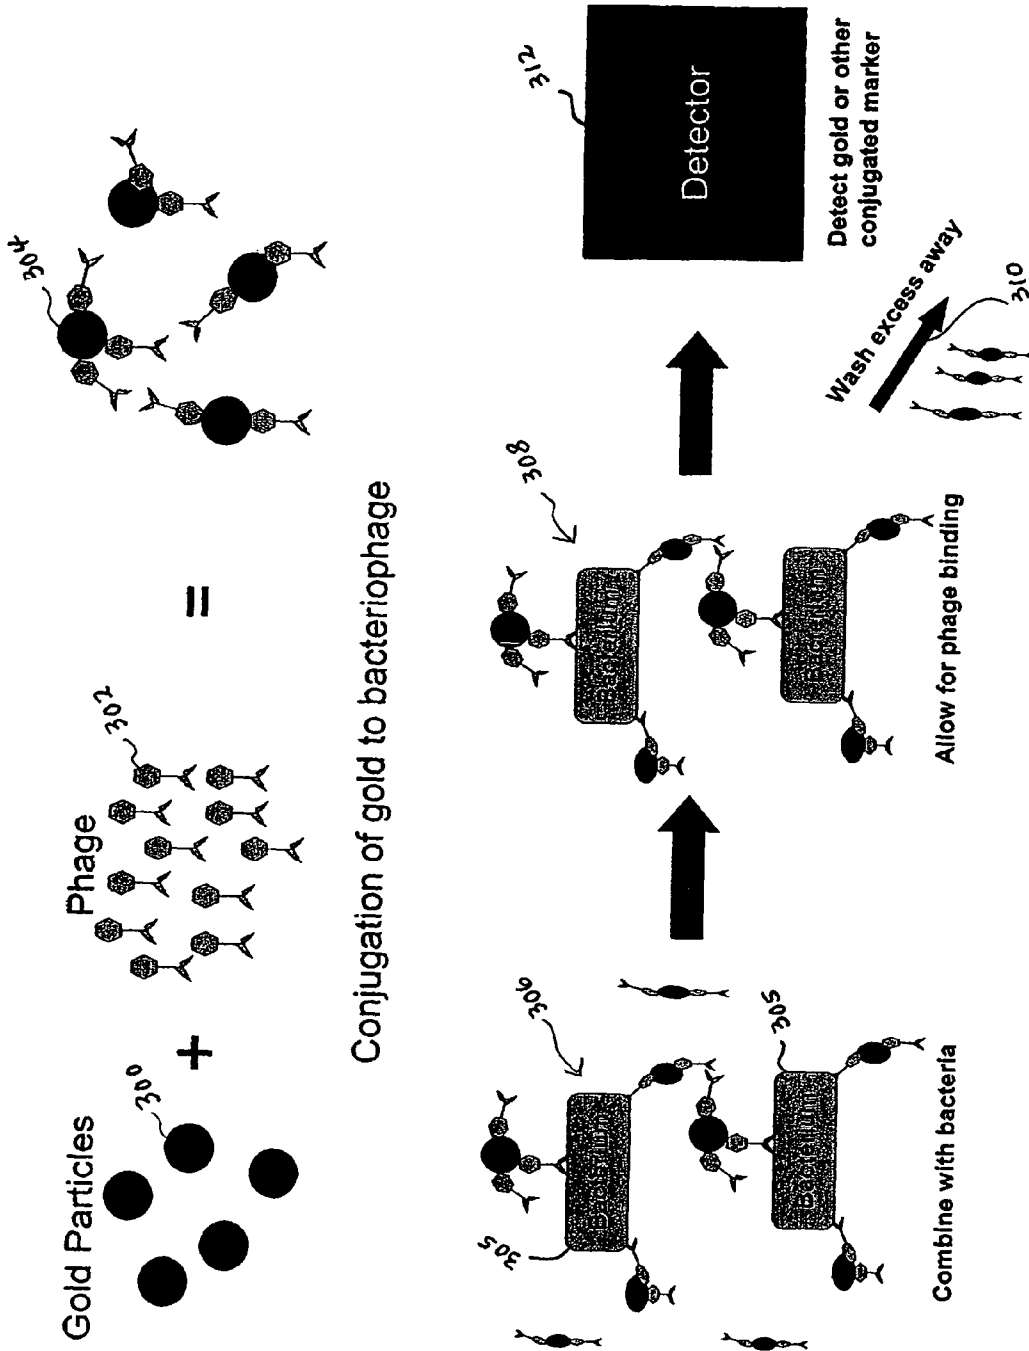 Gold Particles
300
+
Phage
302
=
304
Conjugation of gold to bacteriophage
305
Bacterium
306
Bacterium
305
Combine with bacteria
Bacterium
308
Bacterium
Allow for phage binding
Wash excess away
310
312
Detector
Detect gold or other
conjugated marker